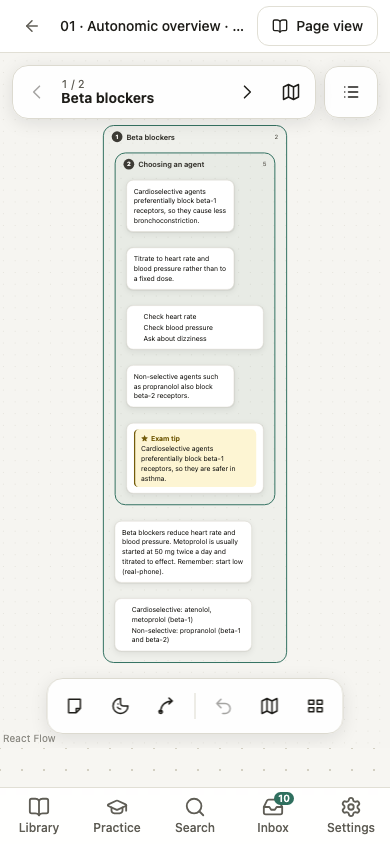 01 · Autonomic overview · ...
Page view
1 / 2
Beta blockers
1 Beta blockers 2
2 Choosing an agent 5
Cardioselective agents
preferentially block beta-1
receptors, so they cause less
bronchoconstriction.
Titrate to heart rate and
blood pressure rather than to
a fixed dose.
Check heart rate
Check blood pressure
Ask about dizziness
Non-selective agents such
as propranolol also block
beta-2 receptors.
Exam tip
Cardioselective agents
preferentially block beta-1
receptors, so they are safer in
asthma.
Beta blockers reduce heart rate and
blood pressure. Metoprolol is usually
started at 50 mg twice a day and
titrated to effect. Remember: start low
(real-phone).
Cardioselective: atenolol,
metoprolol (beta-1)
Non-selective: propranolol (beta-1
and beta-2)
React Flow
10
Library
Practice
Search
Inbox
Settings